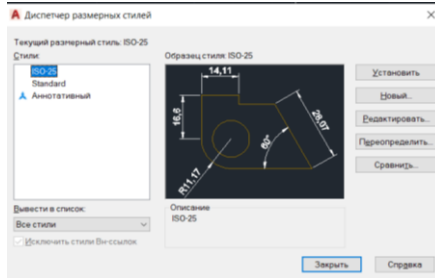 Диспетчер размерных стилей
Текущий размерный стиль: ISO-25
Стили:
ISO-25
Standard
Аннотативный
Образец стиля: ISO-25
14,11
16,6
28,07
60°
R11,17
Установить
Новый...
Редактировать...
Переопределить...
Сравнить...
Вывести в список:
Все стили
Исключить стили Вн-ссылок
Описание
ISO-25
Закрыть
Справка